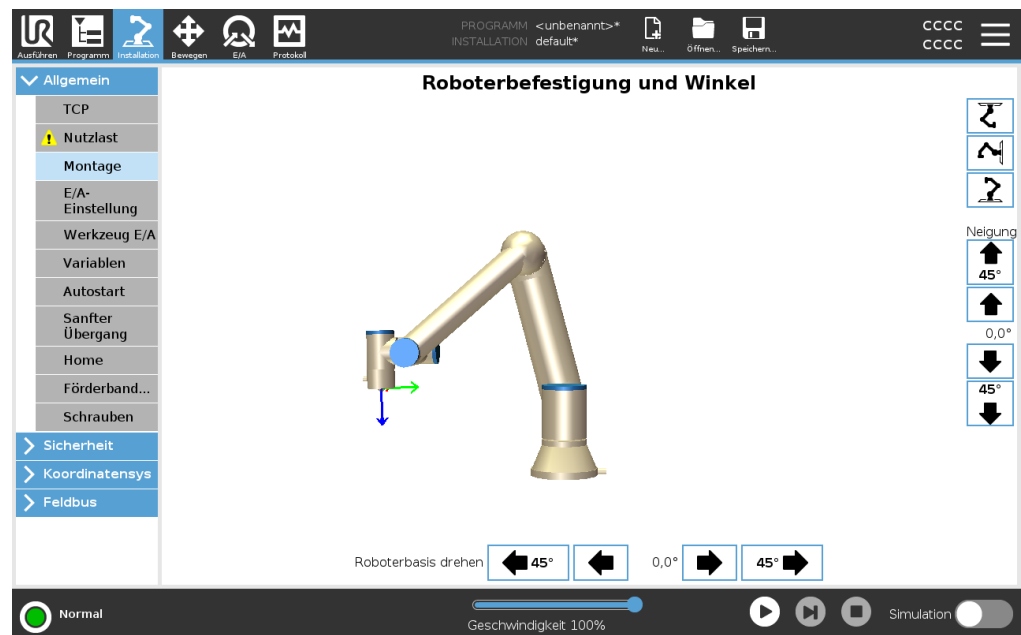 PROGRAMM <unbenannt>*
INSTALLATION default*
CCCC
CCCC
Ausführen Programm Installation Bewegen E/A Protokoll
Neu... Öffnen... Speichern...
Allgemein
TCP
Nutzlast
Montage
E/A-
Einstellung
Werkzeug E/A
Variablen
Autostart
Sanfter
Übergang
Home
Förderband...
Schrauben
Sicherheit
Koordinatensys
Feldbus
Roboterbefestigung und Winkel
Neigung
45°
0,0°
45°
Roboterbasis drehen 45° 0,0° 45°
Normal
Geschwindigkeit 100%
Simulation